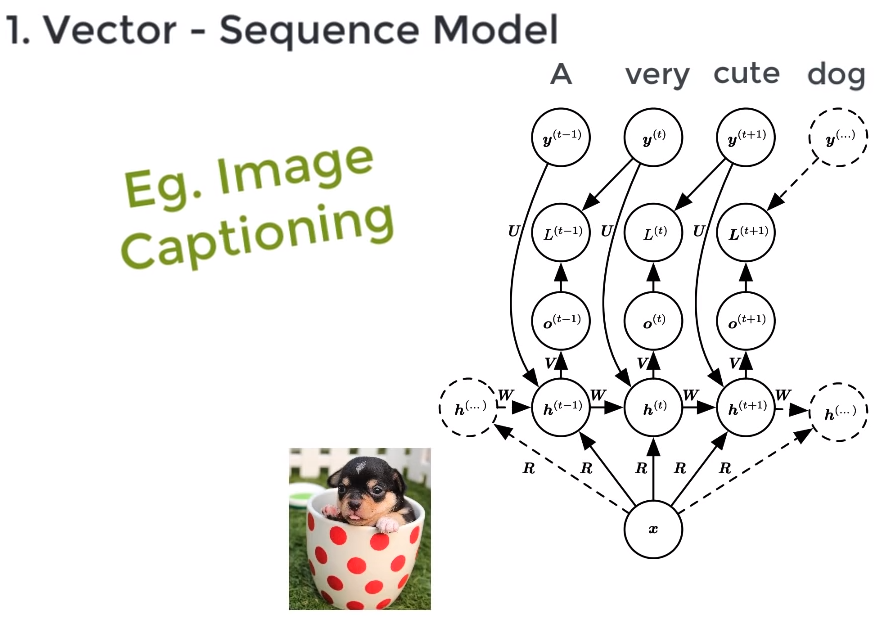 1. Vector - Sequence Model
A very cute dog
Eg. Image
Captioning
y^(t−1) y^(t) y^(t+1) y^(...)
U L^(t−1) U L^(t) U L^(t+1)
o^(t−1) o^(t) o^(t+1)
V V V
h^(...) W h^(t−1) W h^(t) W h^(t+1) W h^(...)
R R R R R
x